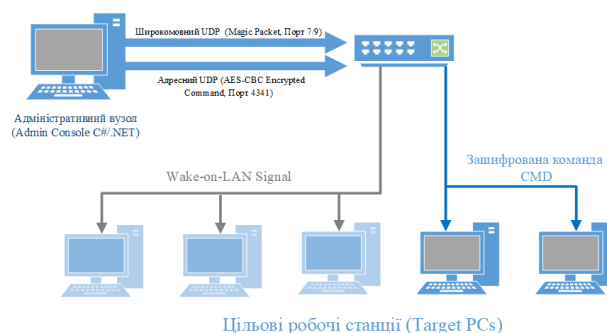 Широкомовний UDP (Magic Packet, Порт 7/9)
Адресний UDP (AES-CBC Encrypted
Command, Порт 4341)
Адміністративний вузол
(Admin Console C#/.NET)
Wake-on-LAN Signal
Зашифрована команда
CMD
Цільові робочі станції (Target PCs)